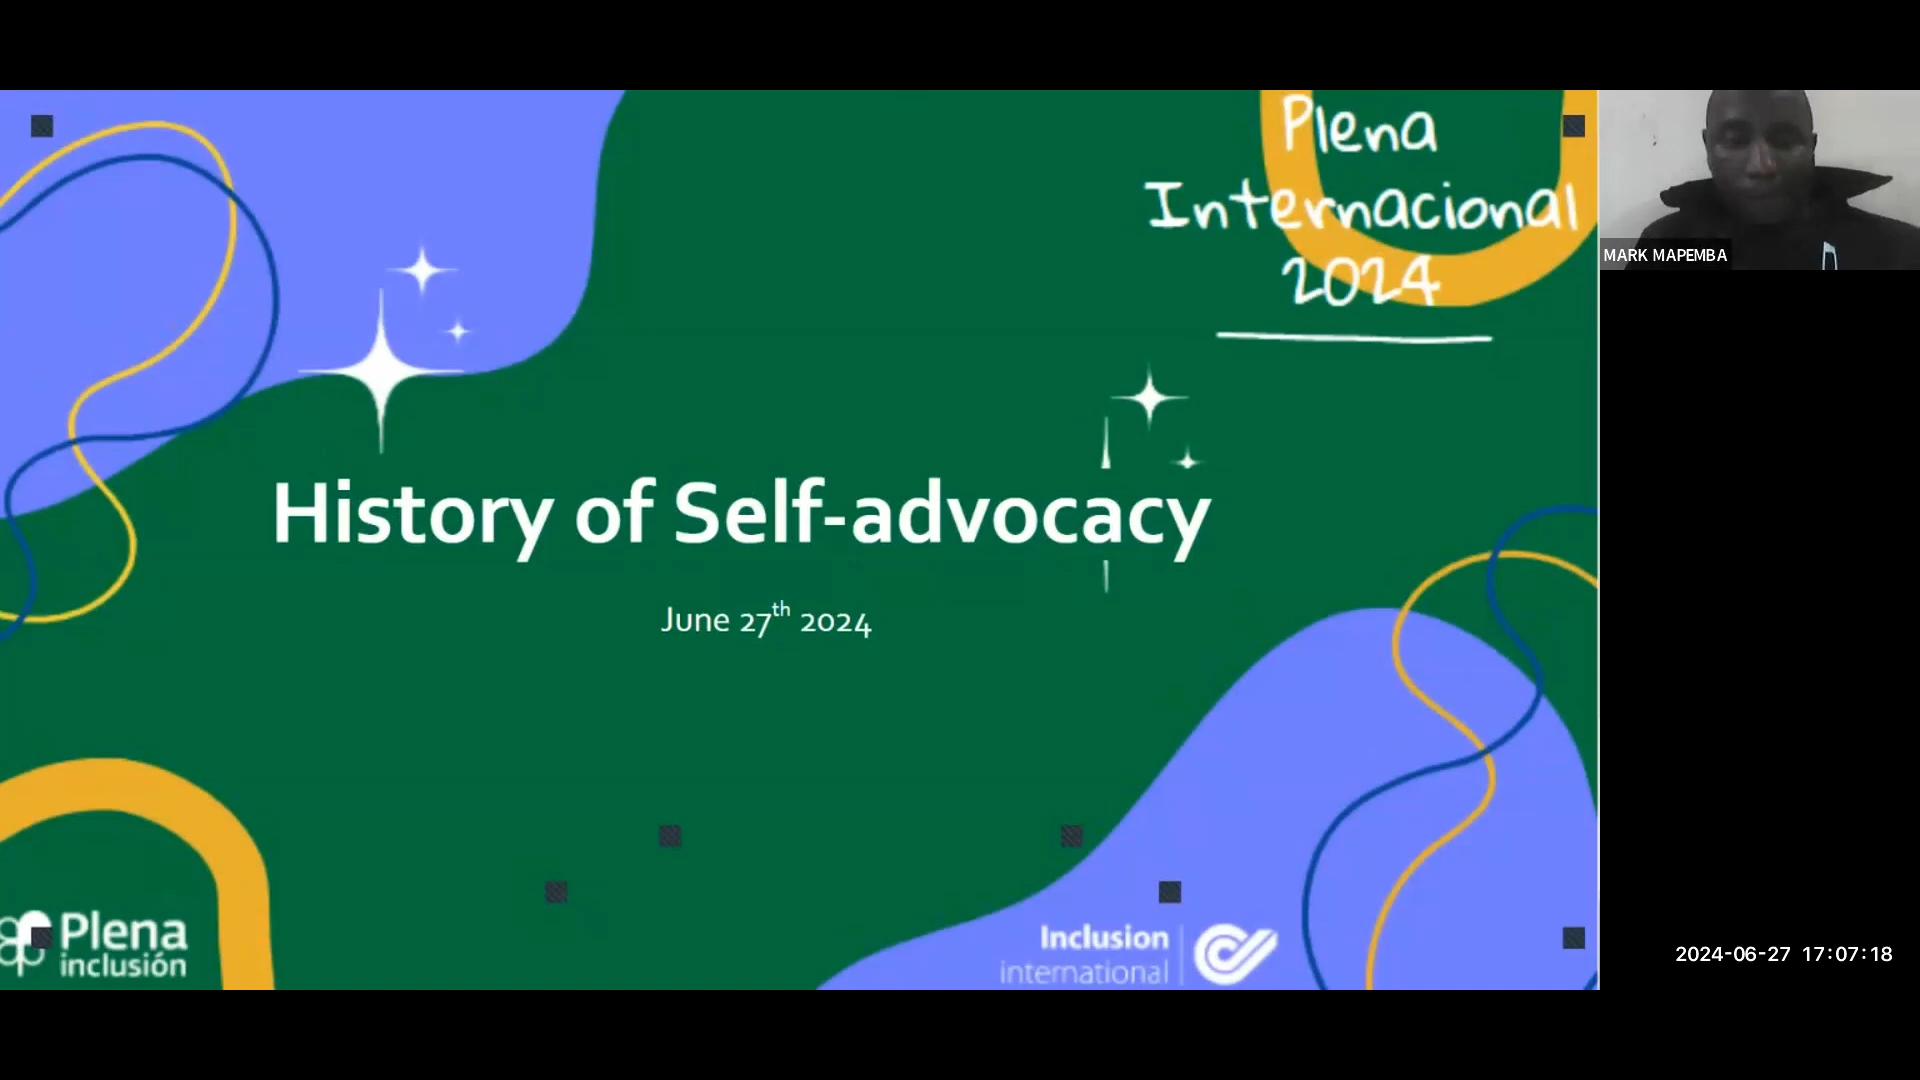 Plena
Internacional
2024
MARK MAPEMBA
History of Self-advocacy
June 27th 2024
Plena
inclusión
Inclusion
international
2024-06-27 17:07:18